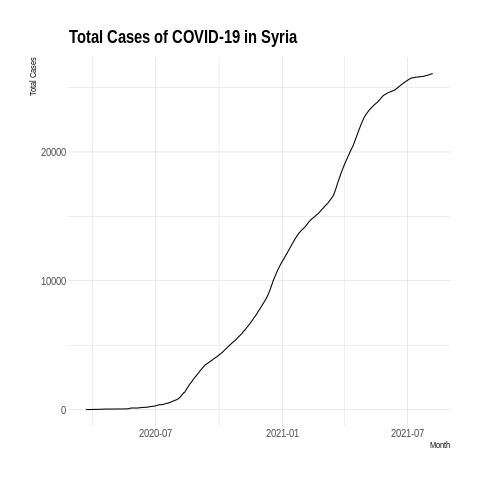 Total Cases of COVID-19 in Syria
Total Cases
20000
10000
0
2020-07
2021-01
2021-07
Month